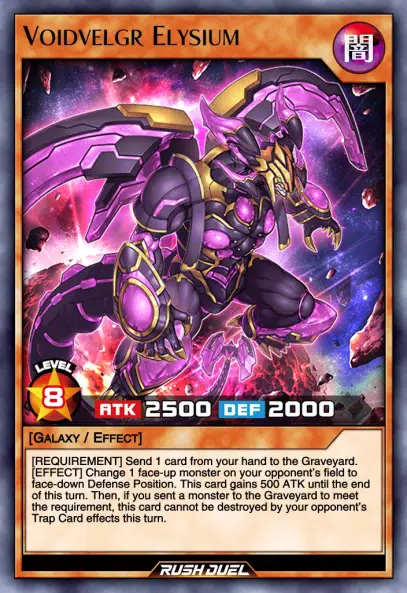 VOIDVELGR ELYSIUM
闇
LEVEL
8
ATK 2500 DEF 2000
[GALAXY / EFFECT]
[REQUIREMENT] Send 1 card from your hand to the Graveyard.
[EFFECT] Change 1 face-up monster on your opponent's field to
face-down Defense Position. This card gains 500 ATK until the end
of this turn. Then, if you sent a monster to the Graveyard to meet
the requirement, this card cannot be destroyed by your opponent's
Trap Card effects this turn.
RUSH DUEL